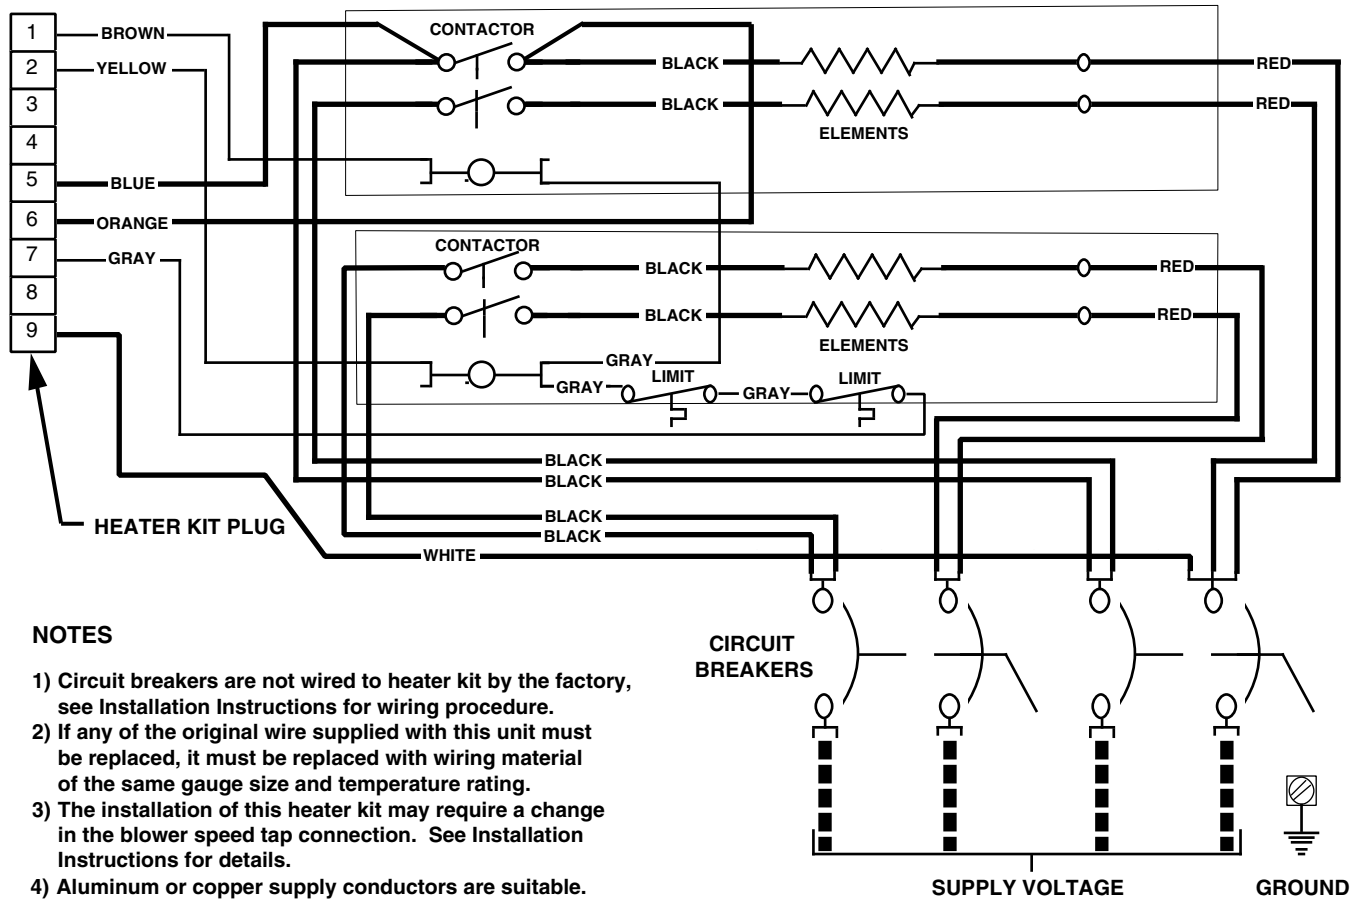 1
BROWN
2
YELLOW
3
4
5
BLUE
6
ORANGE
7
GRAY
8
9
HEATER KIT PLUG
CONTACTOR
BLACK
RED
BLACK
RED
ELEMENTS
CONTACTOR
BLACK
RED
BLACK
RED
ELEMENTS
GRAY
GRAY
LIMIT
GRAY
LIMIT
BLACK
BLACK
BLACK
BLACK
WHITE
CIRCUIT
BREAKERS
SUPPLY VOLTAGE
GROUND
NOTES
1) Circuit breakers are not wired to heater kit by the factory,
see Installation Instructions for wiring procedure.
2) If any of the original wire supplied with this unit must
be replaced, it must be replaced with wiring material
of the same gauge size and temperature rating.
3) The installation of this heater kit may require a change
in the blower speed tap connection. See Installation
Instructions for details.
4) Aluminum or copper supply conductors are suitable.